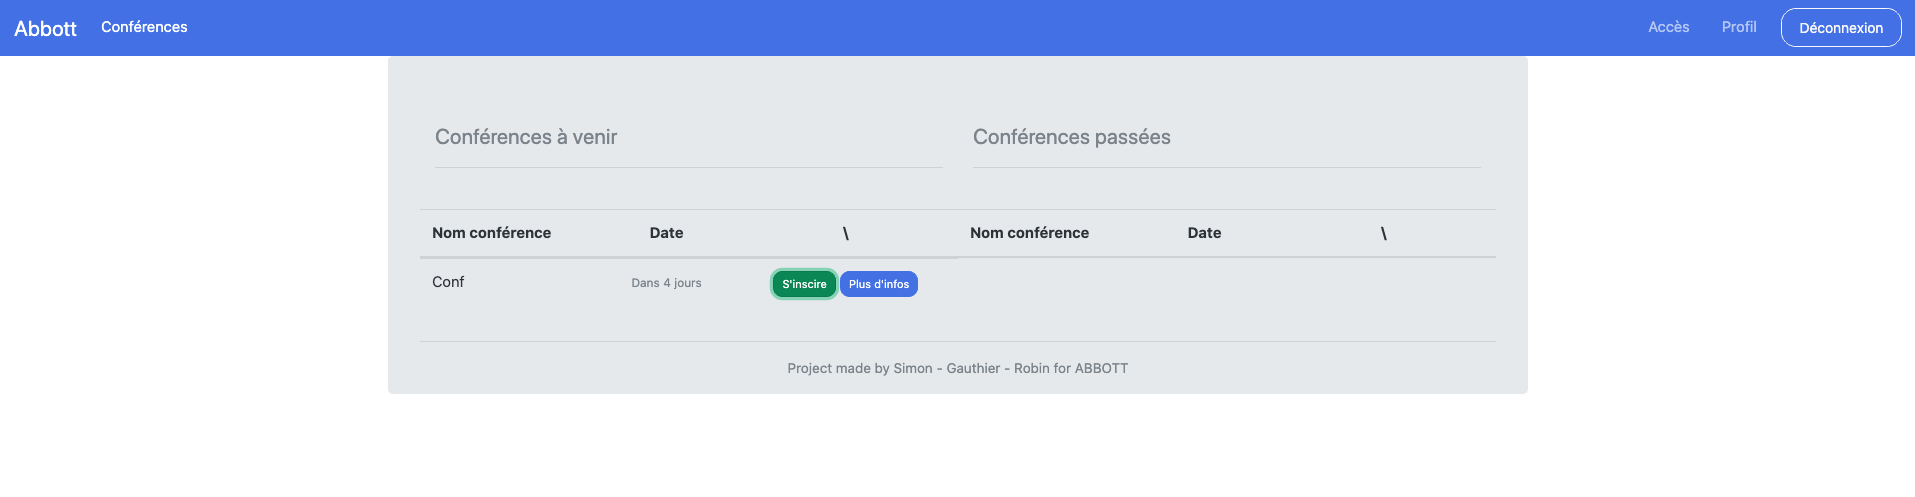 Abbott Conférences Accès Profil Déconnexion
Conférences à venir
Conférences passées
Nom conférence Date \ Nom conférence Date \
Conf Dans 4 jours S'inscire Plus d'infos
Project made by Simon - Gauthier - Robin for ABBOTT